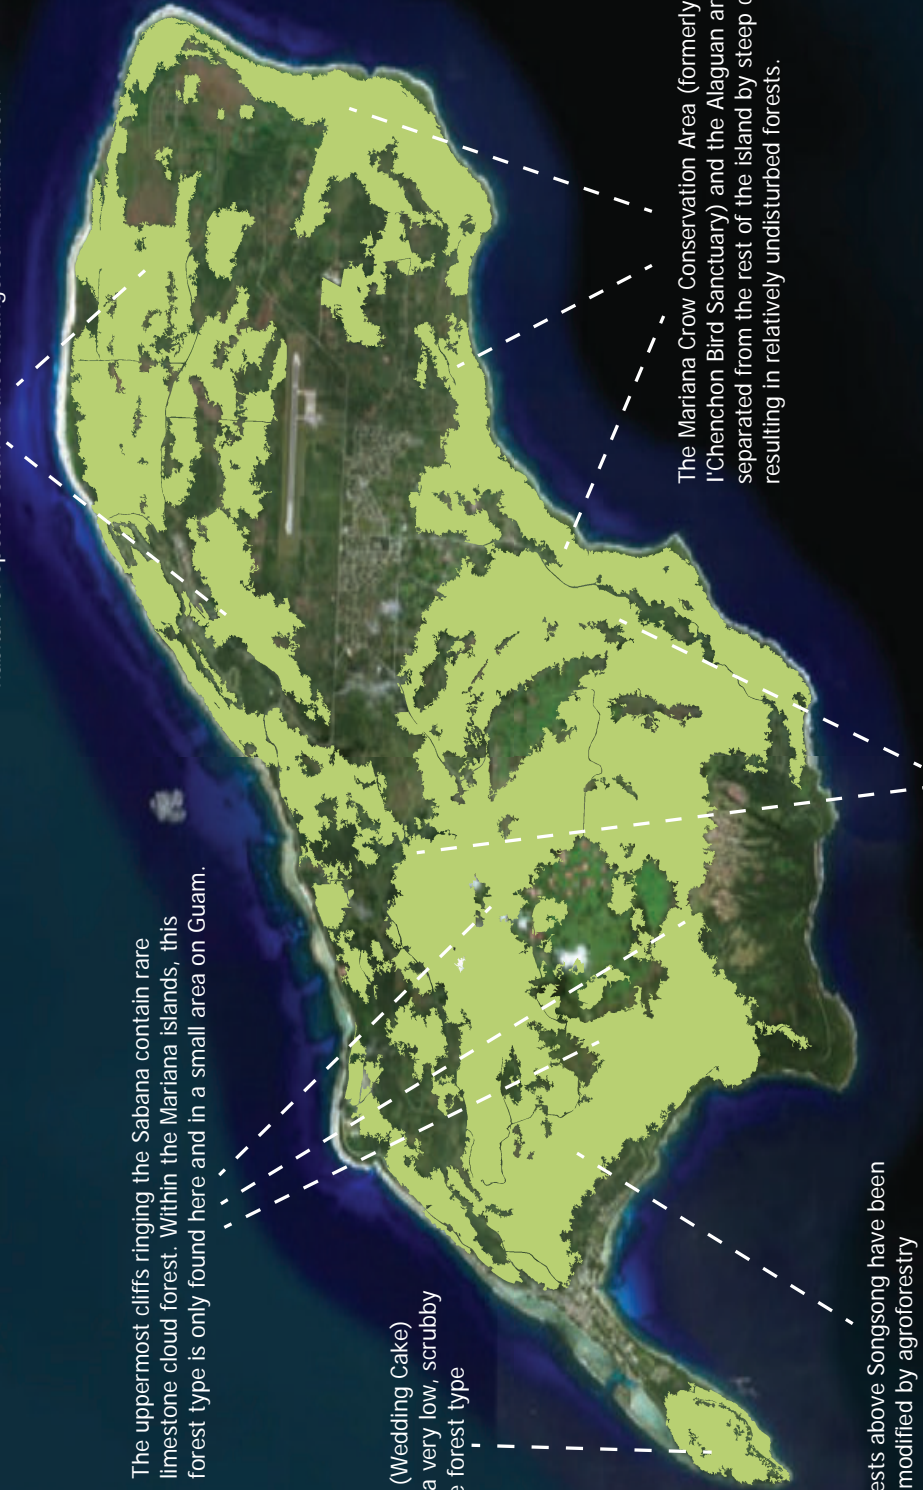 The uppermost cliffs ringing the Sabana contain rare
limestone cloud forest. Within the Mariana islands, this
forest type is only found here and in a small area on Guam.
(Wedding Cake)
a very low, scrubby
forest type
The Mariana Crow Conservation Area (formerly
I'Chenchon Bird Sanctuary) and the Alaguan
separated from the rest of the island by steep
resulting in relatively undisturbed forests.
above Songsong have been
modified by agroforestry